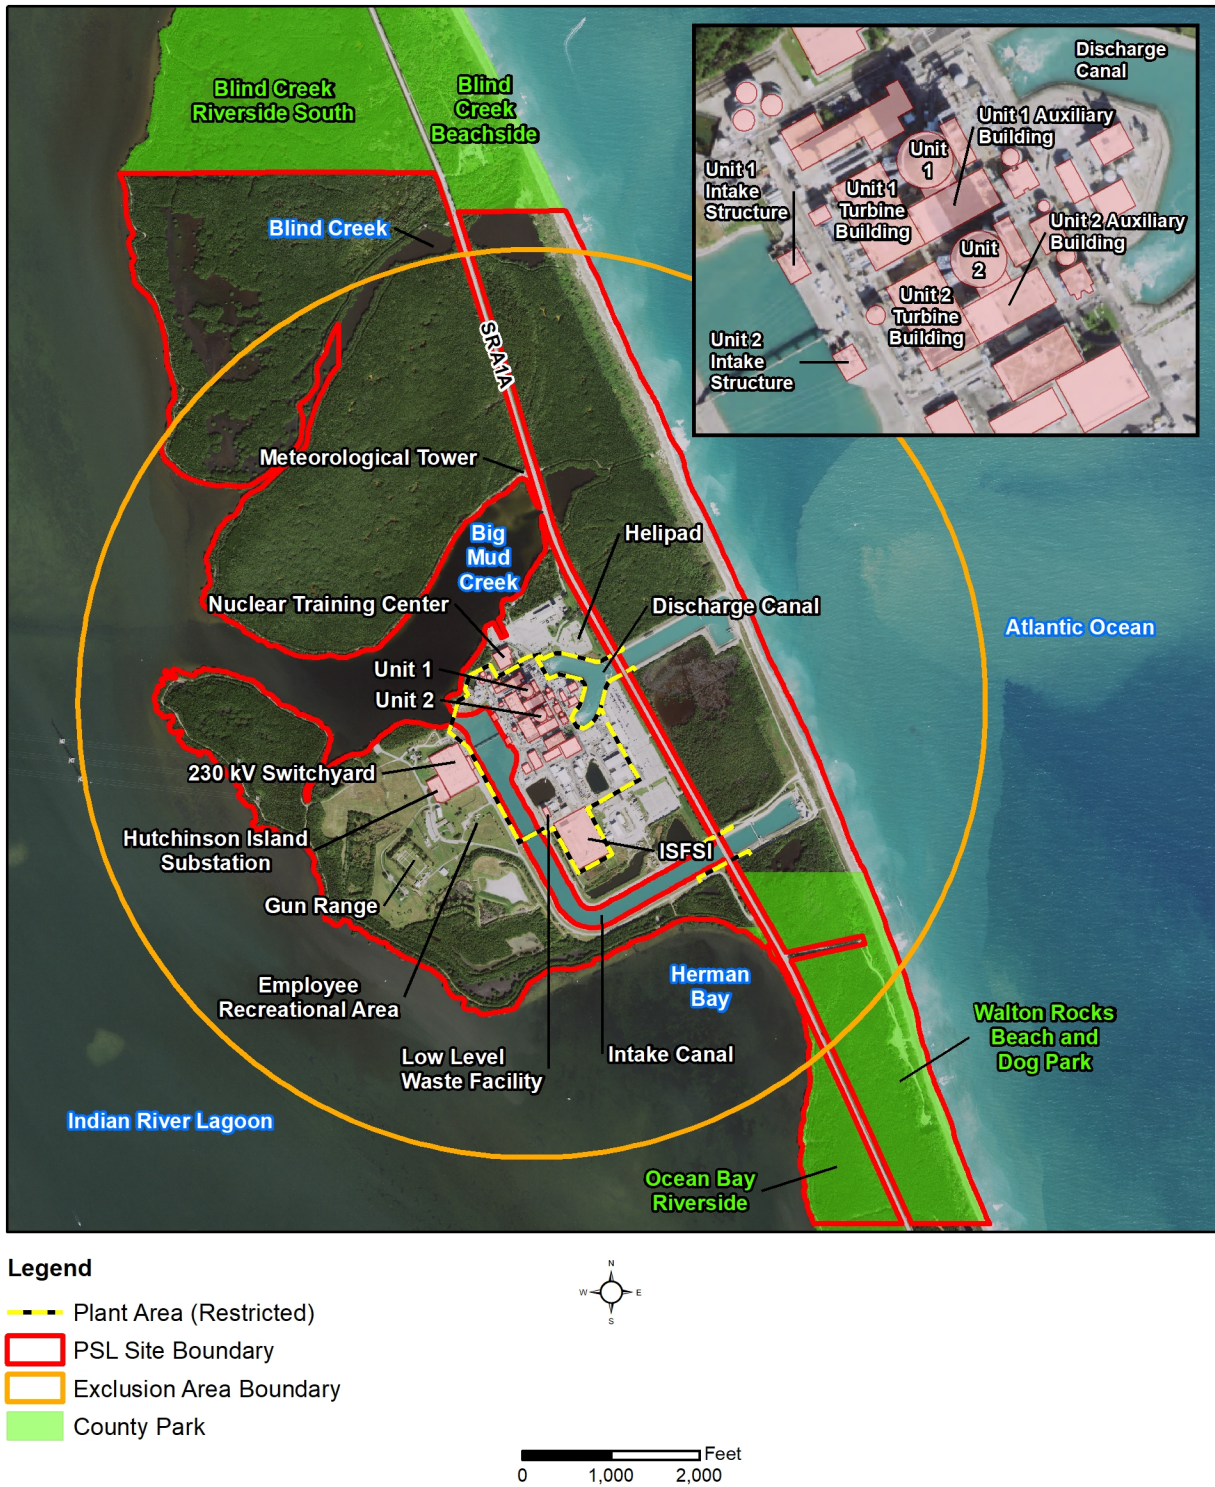 Blind Creek
Riverside South
Blind
Creek
Beachside
Blind Creek
SR A1A
Meteorological Tower
Big
Mud
Creek
Helipad
Nuclear Training Center
Discharge Canal
Atlantic Ocean
Unit 1
Unit 2
230 kV Switchyard
Hutchinson Island
Substation
ISFSI
Gun Range
Employee
Recreational Area
Herman
Bay
Low Level
Waste Facility
Intake Canal
Walton Rocks
Beach and
Dog Park
Indian River Lagoon
Ocean Bay
Riverside
Discharge
Canal
Unit 1 Auxiliary
Building
Unit
1
Unit 1
Intake
Structure
Unit 1
Turbine
Building
Unit 2 Auxiliary
Building
Unit
2
Unit 2
Turbine
Building
Unit 2
Intake
Structure
Legend
Plant Area (Restricted)
PSL Site Boundary
Exclusion Area Boundary
County Park
N
W
E
S
Feet
0
1,000
2,000